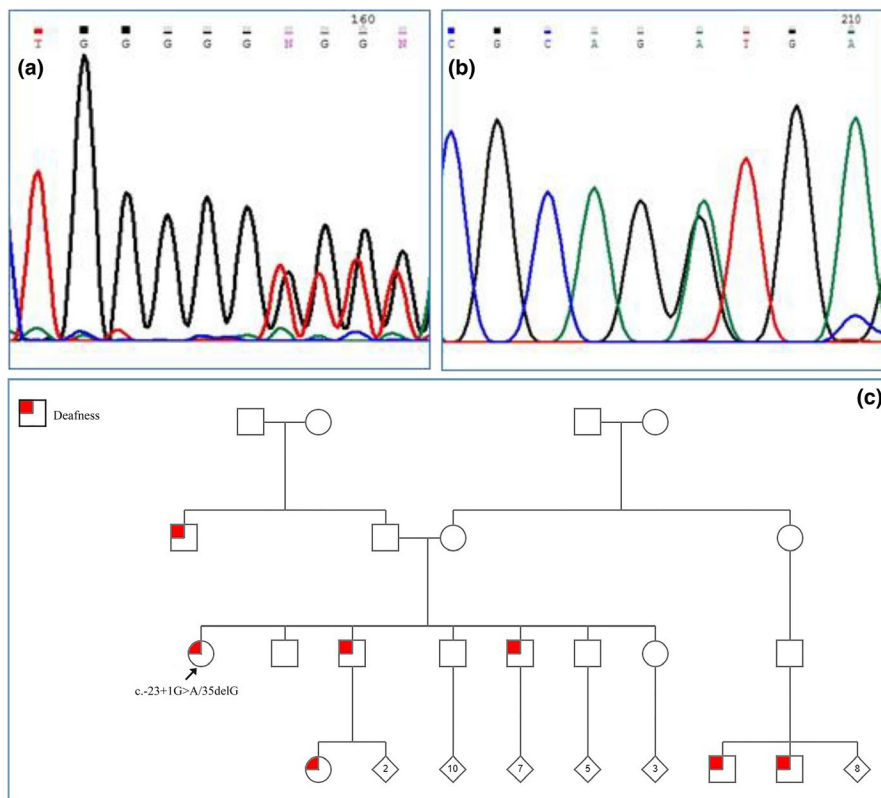 160
T G G G G G N G G N
(a)
210
C G C A G A T G A
(b)
(c)
Deafness
c.-23+1G>A/35delG
2 10 7 5 3 8